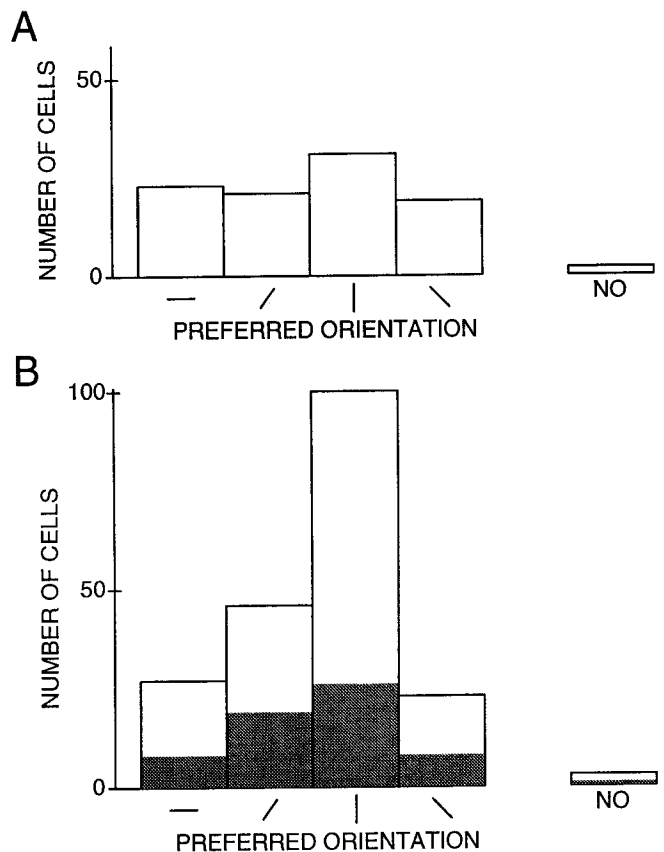 A
NUMBER OF CELLS
50
0
NO
PREFERRED ORIENTATION
B
NUMBER OF CELLS
100
50
0
NO
PREFERRED ORIENTATION